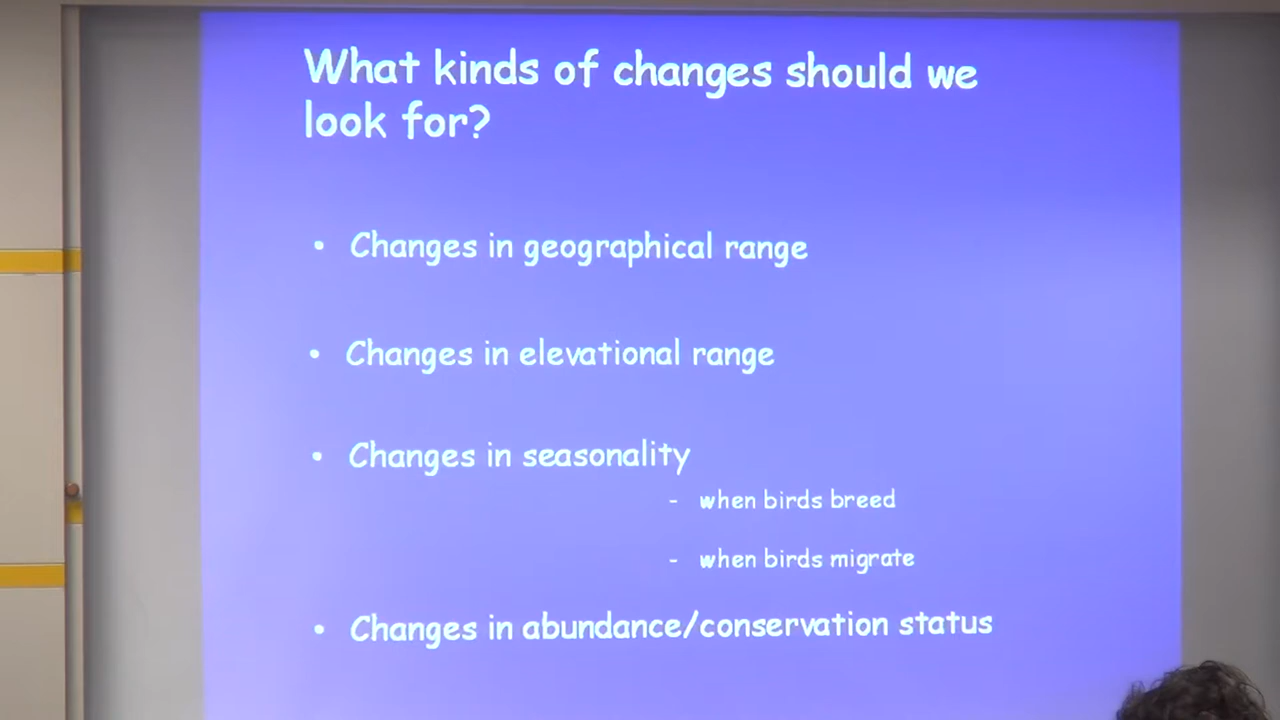 What kinds of changes should we
look for?
• Changes in geographical range
• Changes in elevational range
• Changes in seasonality
- when birds breed
- when birds migrate
• Changes in abundance/conservation status